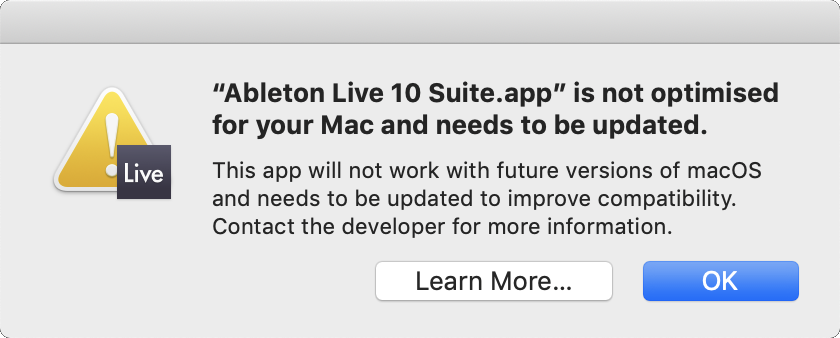 “Ableton Live 10 Suite.app” is not optimised
for your Mac and needs to be updated.
Live
This app will not work with future versions of macOS
and needs to be updated to improve compatibility.
Contact the developer for more information.
Learn More...
OK